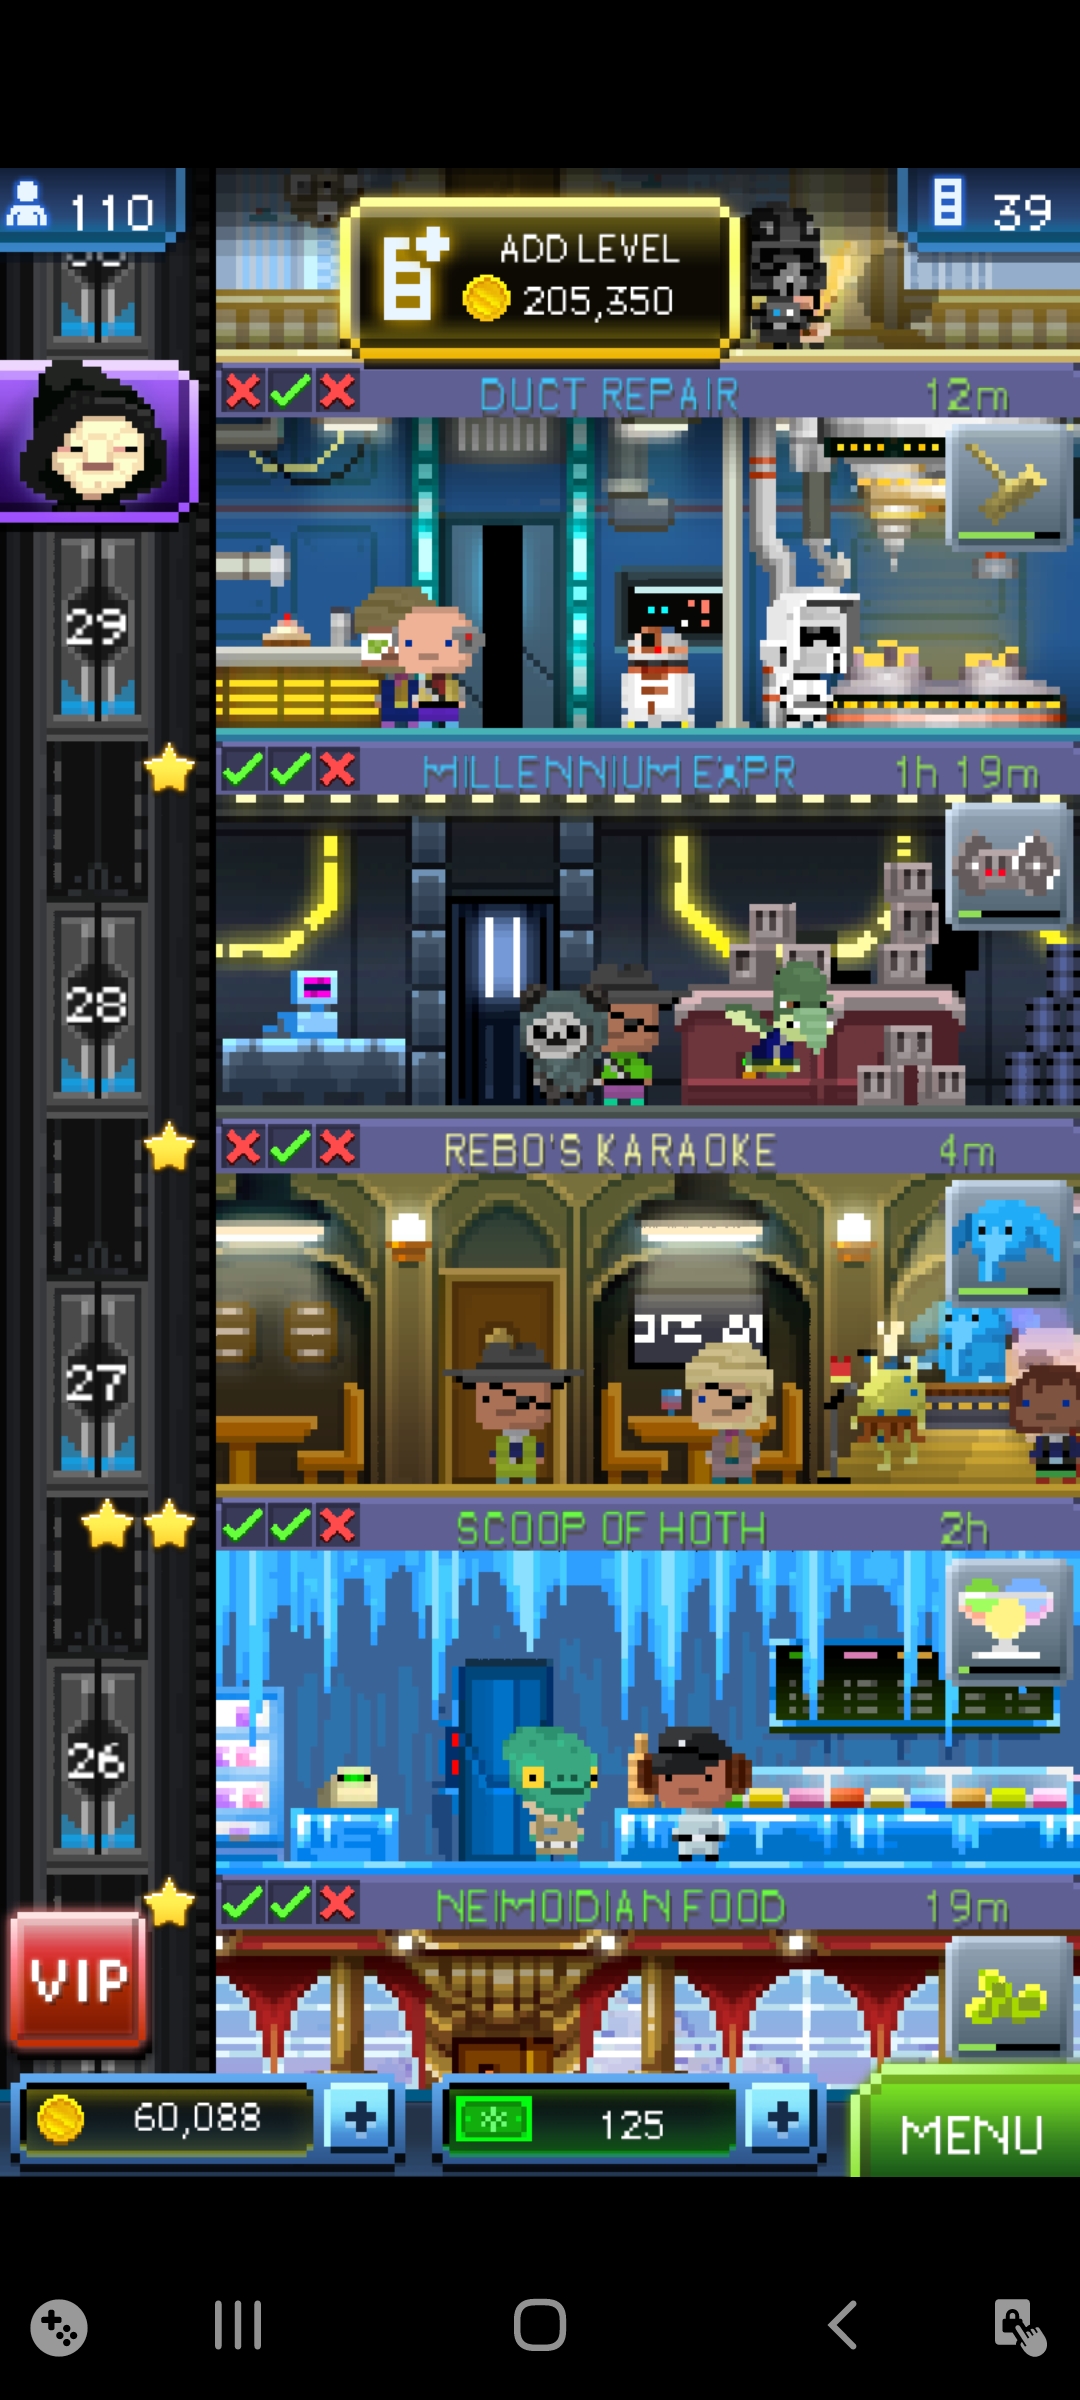 110
ADD LEVEL
205,350
39
DUCT REPAIR
12m
29
MILLENNIUM EXPR
1h 19m
28
REBO'S KARAOKE
4m
27
SCOOP OF HOTH
2h
26
NEIMOIDIAN FOOD
19m
VIP
60,088
125
MENU